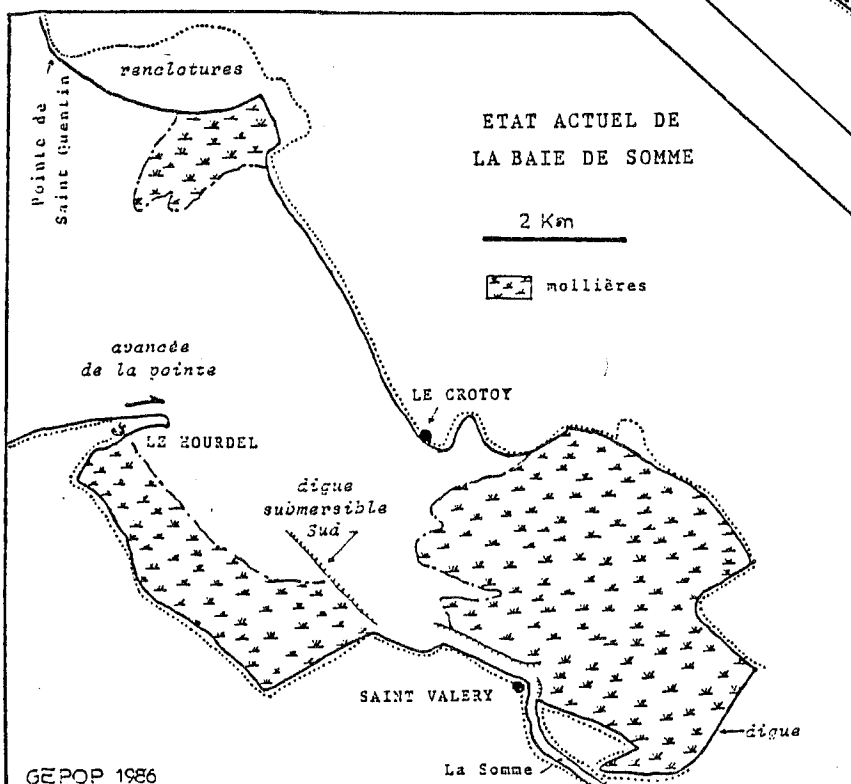 renclotures
Pointe de
Saint Quentin
ETAT ACTUEL DE
LA BAIE DE SOMME
2 Km
mollières
avancée
de la pointe
LE HOURDEL
LE CROTOY
digue
submersible
Sud
SAINT VALERY
digue
La Somme
GEPOP 1986